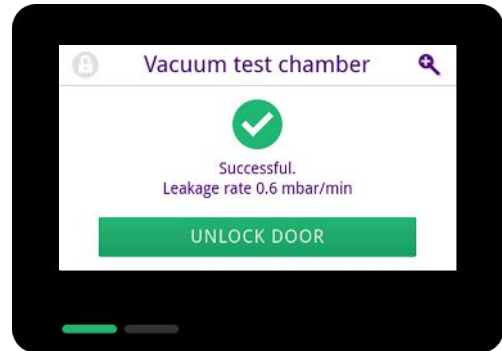 Vacuum test chamber
Successful.
Leakage rate 0.6 mbar/min
UNLOCK DOOR